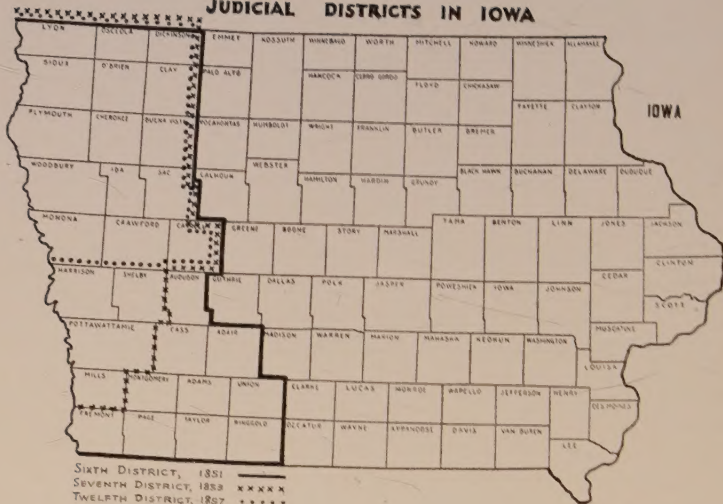 JUDICIAL DISTRICTS IN IOWA
LYON OSCEOLA DICKINSON EMMET KOSSUTH WINNEBAGO WORTH MITCHELL HOWARD WINNESHIEK ALLAMAKEE
SIOUX O'BRIEN CLAY PALO ALTO HANCOCK CERRO GORDO FLOYD CHICKASAW
PLYMOUTH CHEROKEE BUENA VISTA POCAHONTAS HUMBOLDT WRIGHT FRANKLIN BUTLER BREMER FAYETTE CLAYTON
IOWA
WOODBURY IDA SAC CALHOUN WEBSTER HAMILTON HARDIN GRUNDY BLACK HAWK BUCHANAN DELAWARE DUBUQUE
MONONA CRAWFORD CARROLL GREENE BOONE STORY MARSHALL TAMA BENTON LINN JONES JACKSON
CLINTON
HARRISON SHELBY AUDUBON GUTHRIE DALLAS POLK JASPER POWESHIEK IOWA JOHNSON CEDAR
SCOTT
MUSCATINE
POTTAWATTAMIE CASS ADAIR MADISON WARREN MARION MAHASKA KEOKUK WASHINGTON
LOUISA
MILLS MONTGOMERY ADAMS UNION CLARKE LUCAS MONROE WAPELLO JEFFERSON HENRY
DES MOINES
FREMONT PAGE TAYLOR RINGGOLD DECATUR WAYNE APPANOOSE DAVIS VAN BUREN LEE
SIXTH DISTRICT, 1851
SEVENTH DISTRICT, 1853
TWELFTH DISTRICT, 1857